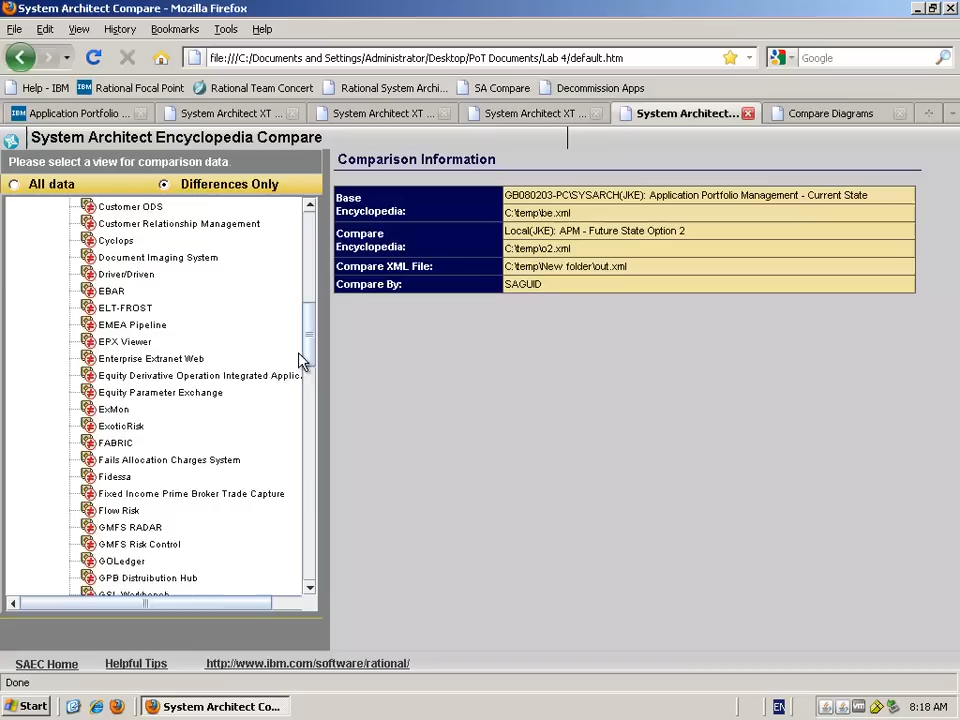 System Architect Compare - Mozilla Firefox
File Edit View History Bookmarks Tools Help
file:///C:/Documents and Settings/Administrator/Desktop/PoT Documents/Lab 4/default.htm
Google
Help - IBM IBM Rational Focal Point Rational Team Contect Rational System Archi... SA Compare Decommission Apps
IBM Application Portfolio ... System Architect XT ... System Architect XT ... System Architect XT ... System Architect... Compare Diagrams
System Architect Encyclopedia Compare
Please select a view for comparison data.
All data Differences Only
Customer ODS
Customer Relationship Management
Cyclops
Document Imaging System
Driver/Driven
EBAR
ELT-FROST
EMEA Pipeline
EPX Viewer
Enterprise Extranet Web
Equity Derivative Operation Integrated Applic
Equity Parameter Exchange
ExMon
ExoticRisk
FABRIC
Fails Allocation Charges System
Fidessa
Fixed Income Prime Broker Trade Capture
Flow Risk
GMFS RADAR
GMFS Risk Control
GOLedger
GPB Distruibution Hub
GSL Workbench
Comparison Information
Base Encyclopedia: GB080203-PC\SYSARCH(JKE): Application Portfolio Management - Current State
C:\temp\be.xml
Compare Encyclopedia: Local(JKE): APM - Future State Option 2
C:\temp\o2.xml
Compare XML File: C:\temp\New folder\out.xml
Compare By: SAGUID
SAEC Home Helpful Tips http://www.ibm.com/software/rational/
Done
Start System Architect Co... EN 8:18 AM